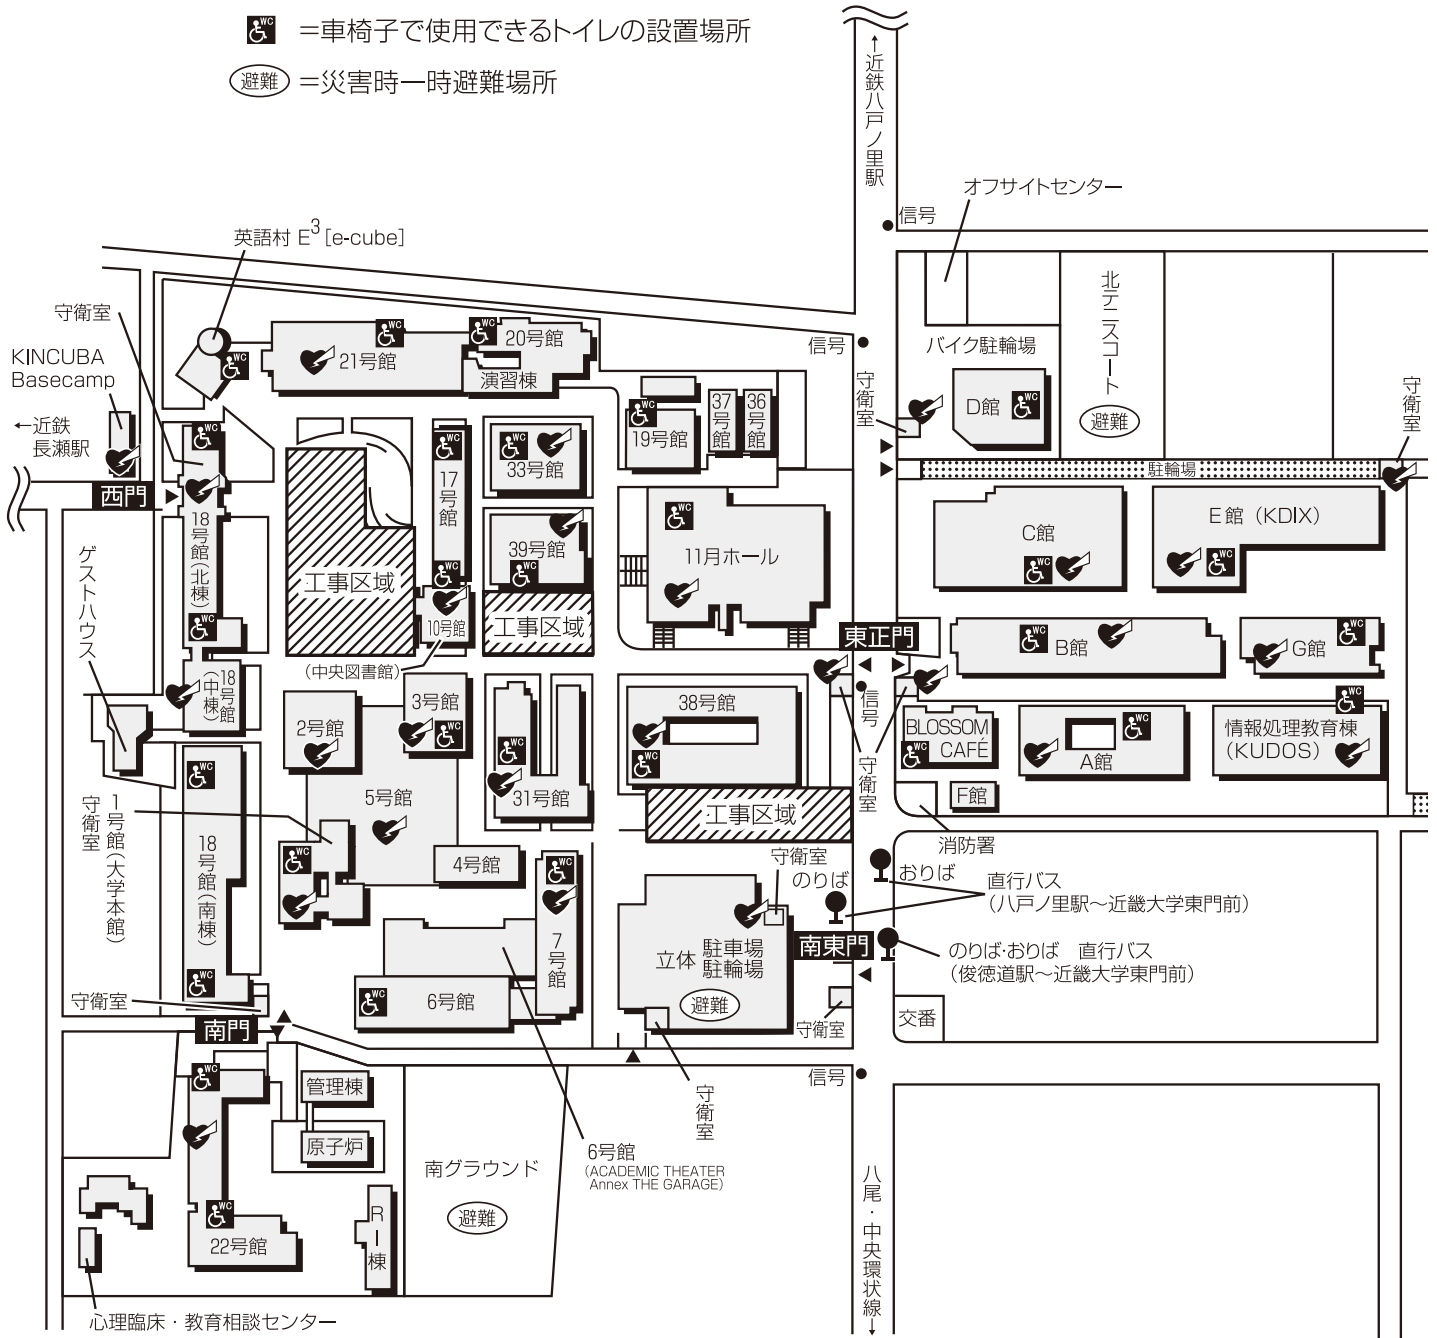 WC =車椅子で使用できるトイレの設置場所
避難 =災害時一時避難場所
↑近鉄八戸ノ里駅
オフサイトセンター
信号
英語村 E³ [e-cube]
守衛室
KINCUBA
Basecamp
←近鉄
長瀬駅
西門
21号館
20号館
演習棟
信号
守衛室
バイク駐輪場
D館
北テニスコート
避難
守衛室
駐輪場
19号館
37号館
36号館
17号館
33号館
39号館
工事区域
工事区域
10号館
(中央図書館)
11月ホール
18号館(北棟)
18号館(中棟)
ゲストハウス
C館
E館(KDIX)
東正門
B館
G館
信号
守衛室
BLOSSOM
CAFÉ
A館
情報処理教育棟
(KUDOS)
F館
消防署
2号館
3号館
5号館
4号館
31号館
38号館
工事区域
1号館(大学本館)
守衛室
18号館(南棟)
守衛室
南門
6号館
7号館
守衛室
のりば
おりば
直行バス
(八戸ノ里駅〜近畿大学東門前)
立体 駐車場
駐輪場
避難
南東門
のりば·おりば 直行バス
(俊徳道駅〜近畿大学東門前)
守衛室
交番
信号
守衛室
6号館
(ACADEMIC THEATER
Annex THE GARAGE)
管理棟
原子炉
南グラウンド
避難
RI棟
22号館
心理臨床・教育相談センター
八尾・中央環状線↓